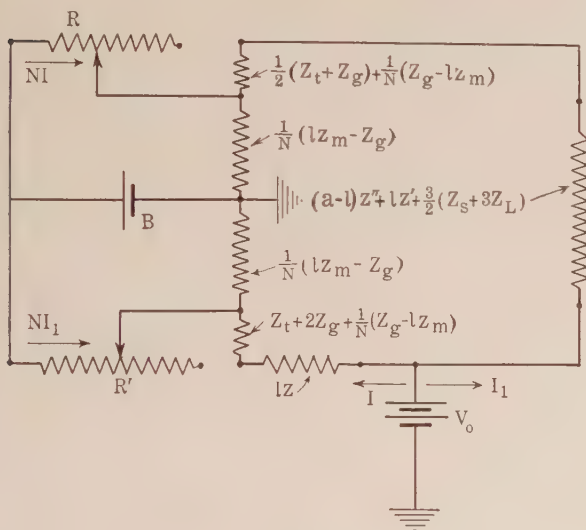 R
NI
½(Zt+Zg)+1/N(Zg-lzm)
1/N(lzm-Zg)
B
(a-l)z″+lz′+3/2(Zs+3ZL)
1/N(lzm-Zg)
NI₁
Zt+2Zg+1/N(Zg-lzm)
R'
lz
I
I₁
Vo